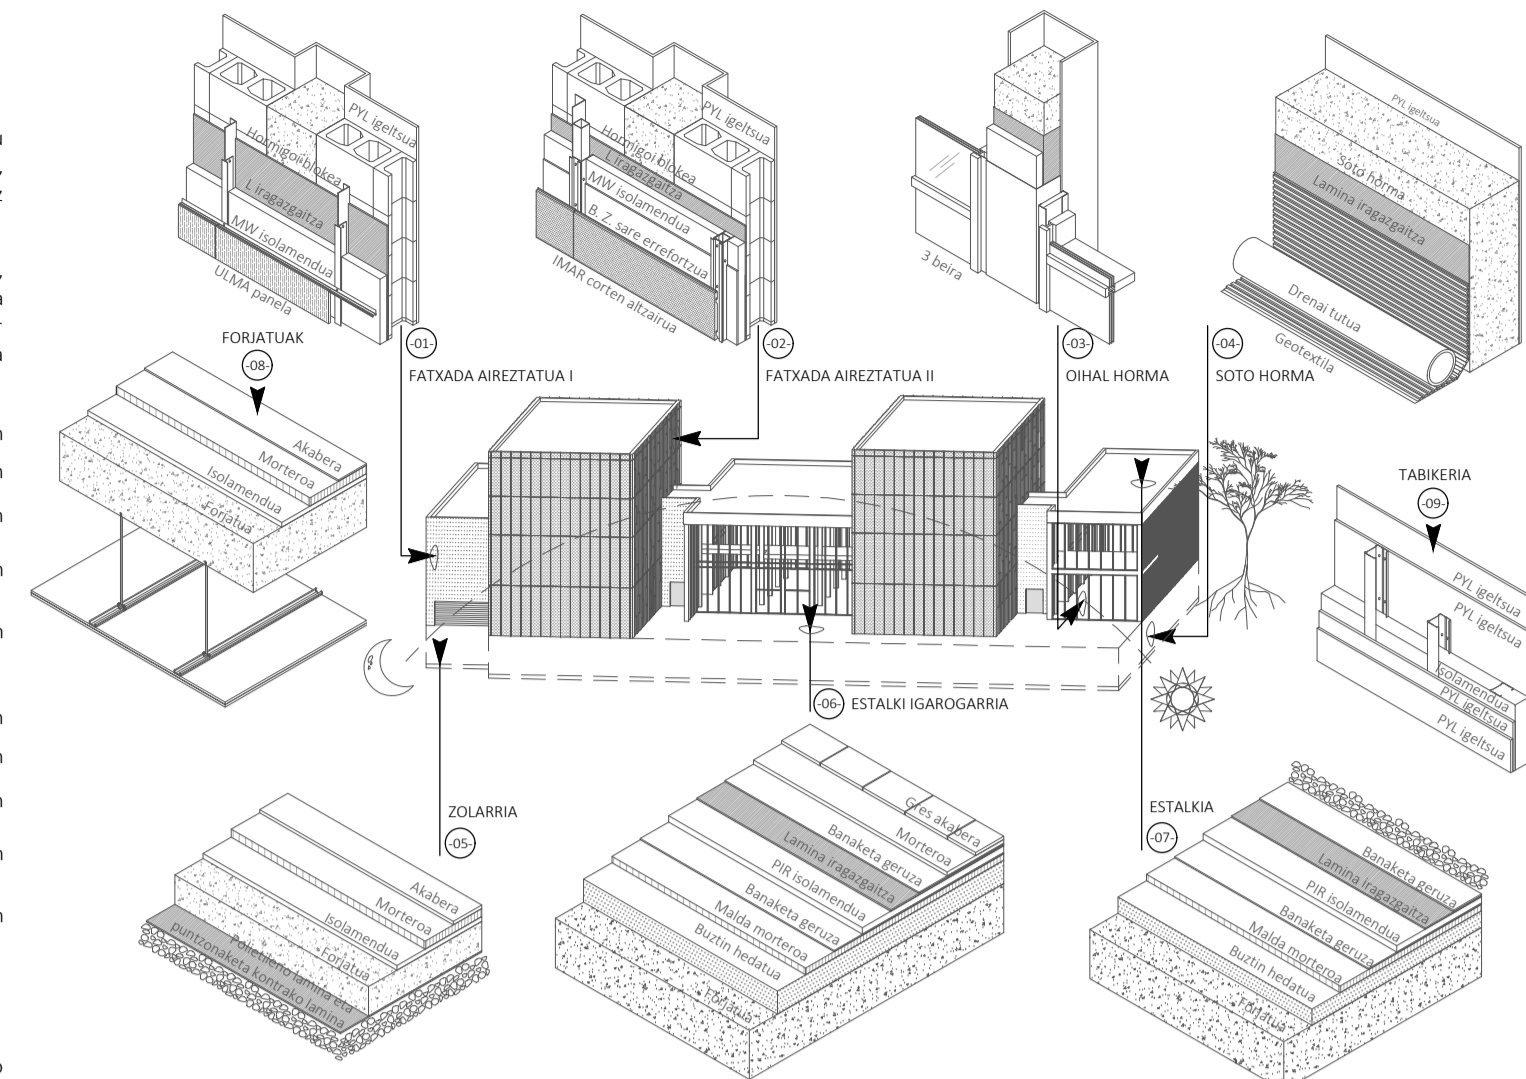 PYL igeltsua
Hormigoi blokea
L iragazgaitza
MW isolamendua
ULMA panela
-01-
FATXADA AIREZTATUA I
PYL igeltsua
Hormigoi blokea
L iragazgaitza
MW isolamendua
B. Z. sare errefortzua
IMAR corten altzairua
-02-
FATXADA AIREZTATUA II
3 beira
-03-
OIHAL HORMA
PYL igeltsua
Soto horma
Lamina iragazgaitza
Drenai tutua
Geotextila
-04-
SOTO HORMA
FORJATUAK
-08-
Akabera
Morteroa
Isolamendua
Forjatua
TABIKERIA
-09-
PYL igeltsua
PYL igeltsua
Isolamendua
PYL igeltsua
PYL igeltsua
ZOLARRIA
-05-
Akabera
Morteroa
Isolamendua
Forjatua
Polietileno lamina eta
puntzonaketa kontrako lamina
-06-
ESTALKI IGAROGARRIA
Gres akabera
Morteroa
Banaketa geruza
Lamina iragazgaitza
PIR isolamendua
Banaketa geruza
Malda morteroa
Buztin hedatua
Forjatua
ESTALKIA
-07-
Banaketa geruza
Lamina iragazgaitza
PIR isolamendua
Banaketa geruza
Malda morteroa
Buztin hedatua
Forjatua